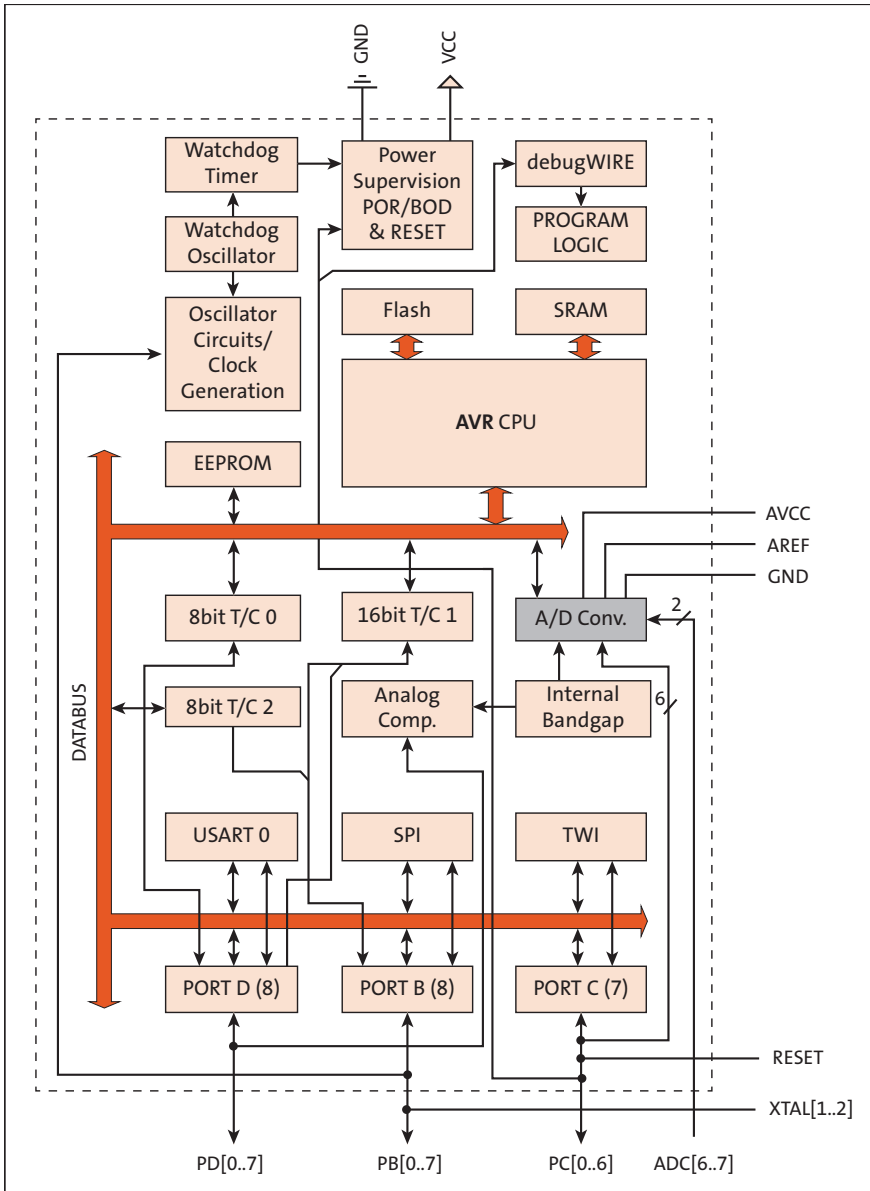 GND
VCC
Watchdog
Timer
Power
Supervision
POR/BOD
& RESET
debugWIRE
Watchdog
Oscillator
PROGRAM
LOGIC
Oscillator
Circuits/
Clock
Generation
Flash
SRAM
AVR CPU
EEPROM
AVCC
AREF
GND
8bit T/C 0
16bit T/C 1
A/D Conv.
2
8bit T/C 2
Analog
Comp.
Internal
Bandgap
6
DATABUS
USART 0
SPI
TWI
PORT D (8)
PORT B (8)
PORT C (7)
RESET
XTAL[1..2]
PD[0..7]
PB[0..7]
PC[0..6]
ADC[6..7]